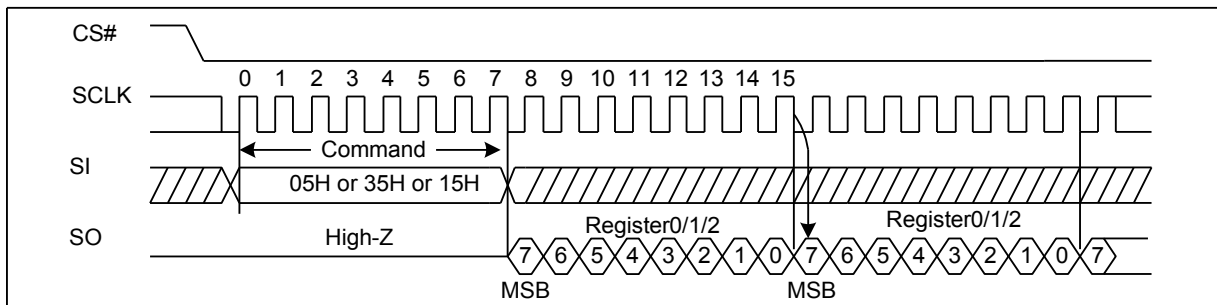 CS#
0 1 2 3 4 5 6 7 8 9 10 11 12 13 14 15
SCLK
Command
SI
05H or 35H or 15H
Register0/1/2 Register0/1/2
SO High-Z
7 6 5 4 3 2 1 0 7 6 5 4 3 2 1 0 7
MSB MSB